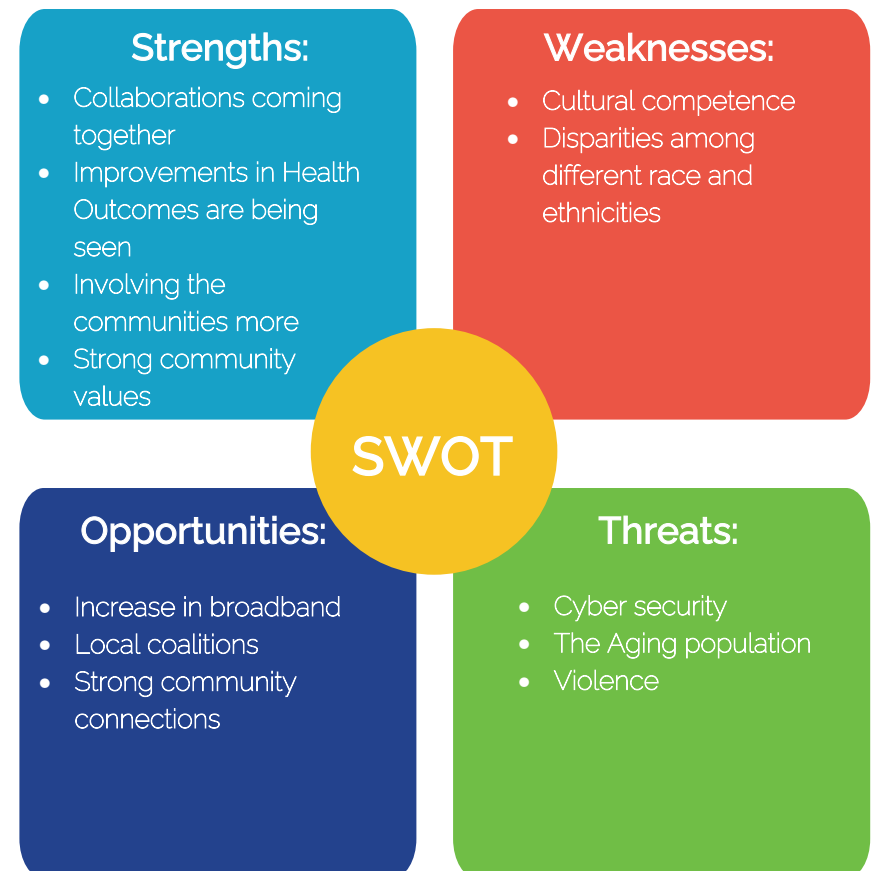 Strengths:
• Collaborations coming
together
• Improvements in Health
Outcomes are being
seen
• Involving the
communities more
• Strong community
values
Weaknesses:
• Cultural competence
• Disparities among
different race and
ethnicities
SWOT
Opportunities:
• Increase in broadband
• Local coalitions
• Strong community
connections
Threats:
• Cyber security
• The Aging population
• Violence